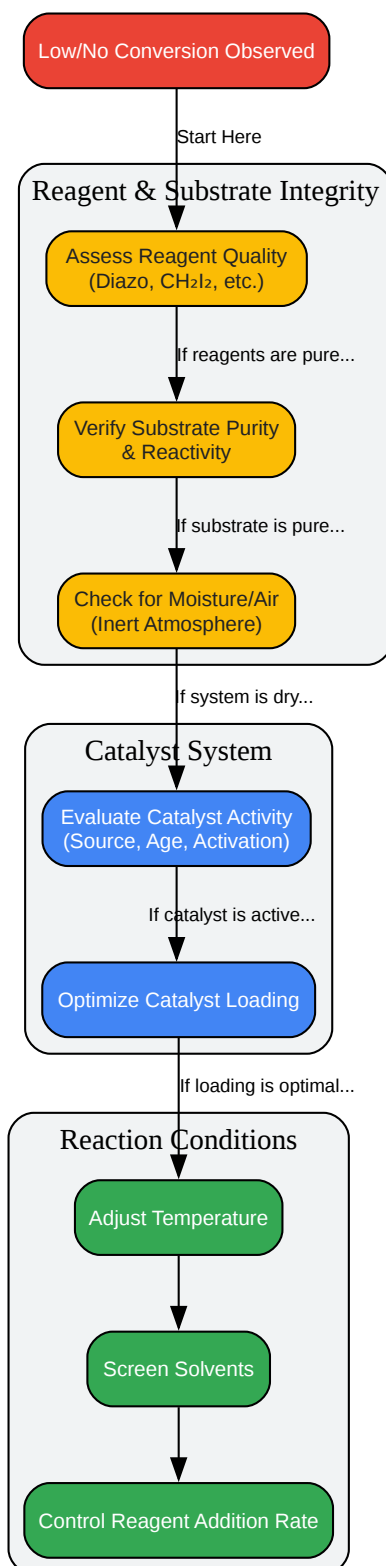 Low/No Conversion Observed
Start Here
Reagent & Substrate Integrity
Assess Reagent Quality
(Diazo, CH₂I₂, etc.)
If reagents are pure...
Verify Substrate Purity
& Reactivity
If substrate is pure...
Check for Moisture/Air
(Inert Atmosphere)
If system is dry...
Catalyst System
Evaluate Catalyst Activity
(Source, Age, Activation)
If catalyst is active...
Optimize Catalyst Loading
If loading is optimal...
Reaction Conditions
Adjust Temperature
Screen Solvents
Control Reagent Addition Rate